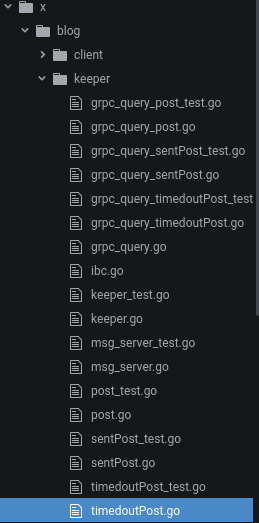 x
blog
client
keeper
grpc_query_post_test.go
grpc_query_post.go
grpc_query_sentPost_test.go
grpc_query_sentPost.go
grpc_query_timedoutPost_test
grpc_query_timedoutPost.go
grpc_query.go
ibc.go
keeper_test.go
keeper.go
msg_server_test.go
msg_server.go
post_test.go
post.go
sentPost_test.go
sentPost.go
timedoutPost_test.go
timedoutPost.go